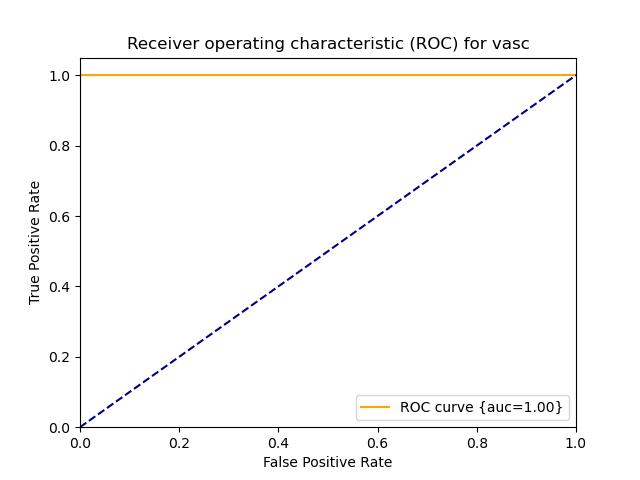 Receiver operating characteristic (ROC) for vasc
1.0
0.8
0.6
0.4
0.2
0.0
True Positive Rate
ROC curve {auc=1.00}
0.0 0.2 0.4 0.6 0.8 1.0
False Positive Rate